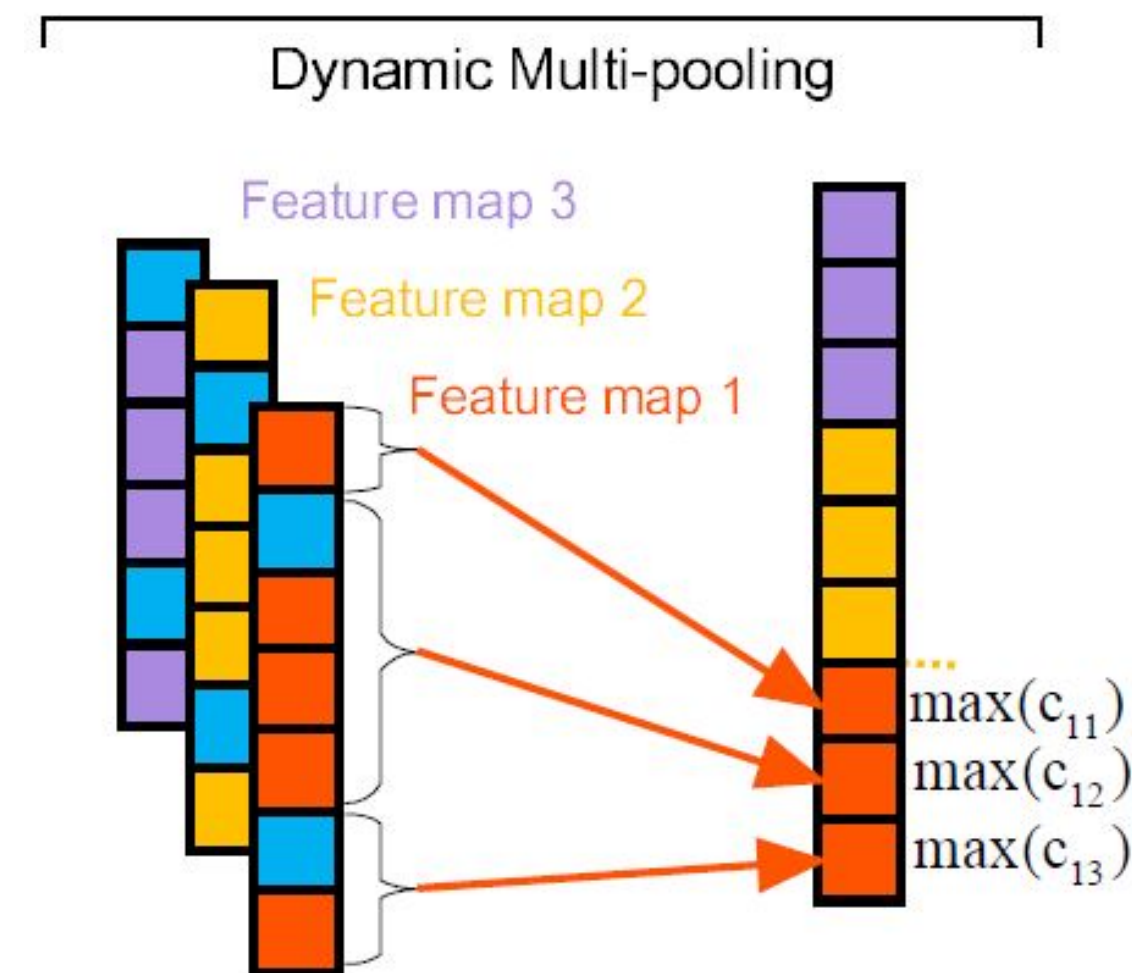 Dynamic Multi-pooling
Feature map 3
Feature map 2
Feature map 1
max(c₁₁)
max(c₁₂)
max(c₁₃)